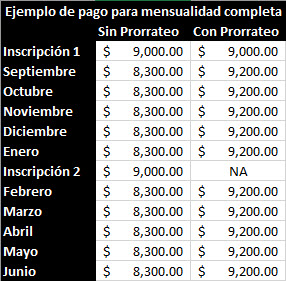 Ejemplo de pago para mensualidad completa
Sin Prorrateo Con Prorrateo
Inscripción 1 $ 9,000.00 $ 9,000.00
Septiembre $ 8,300.00 $ 9,200.00
Octubre $ 8,300.00 $ 9,200.00
Noviembre $ 8,300.00 $ 9,200.00
Diciembre $ 8,300.00 $ 9,200.00
Enero $ 8,300.00 $ 9,200.00
Inscripción 2 $ 9,000.00 NA
Febrero $ 8,300.00 $ 9,200.00
Marzo $ 8,300.00 $ 9,200.00
Abril $ 8,300.00 $ 9,200.00
Mayo $ 8,300.00 $ 9,200.00
Junio $ 8,300.00 $ 9,200.00